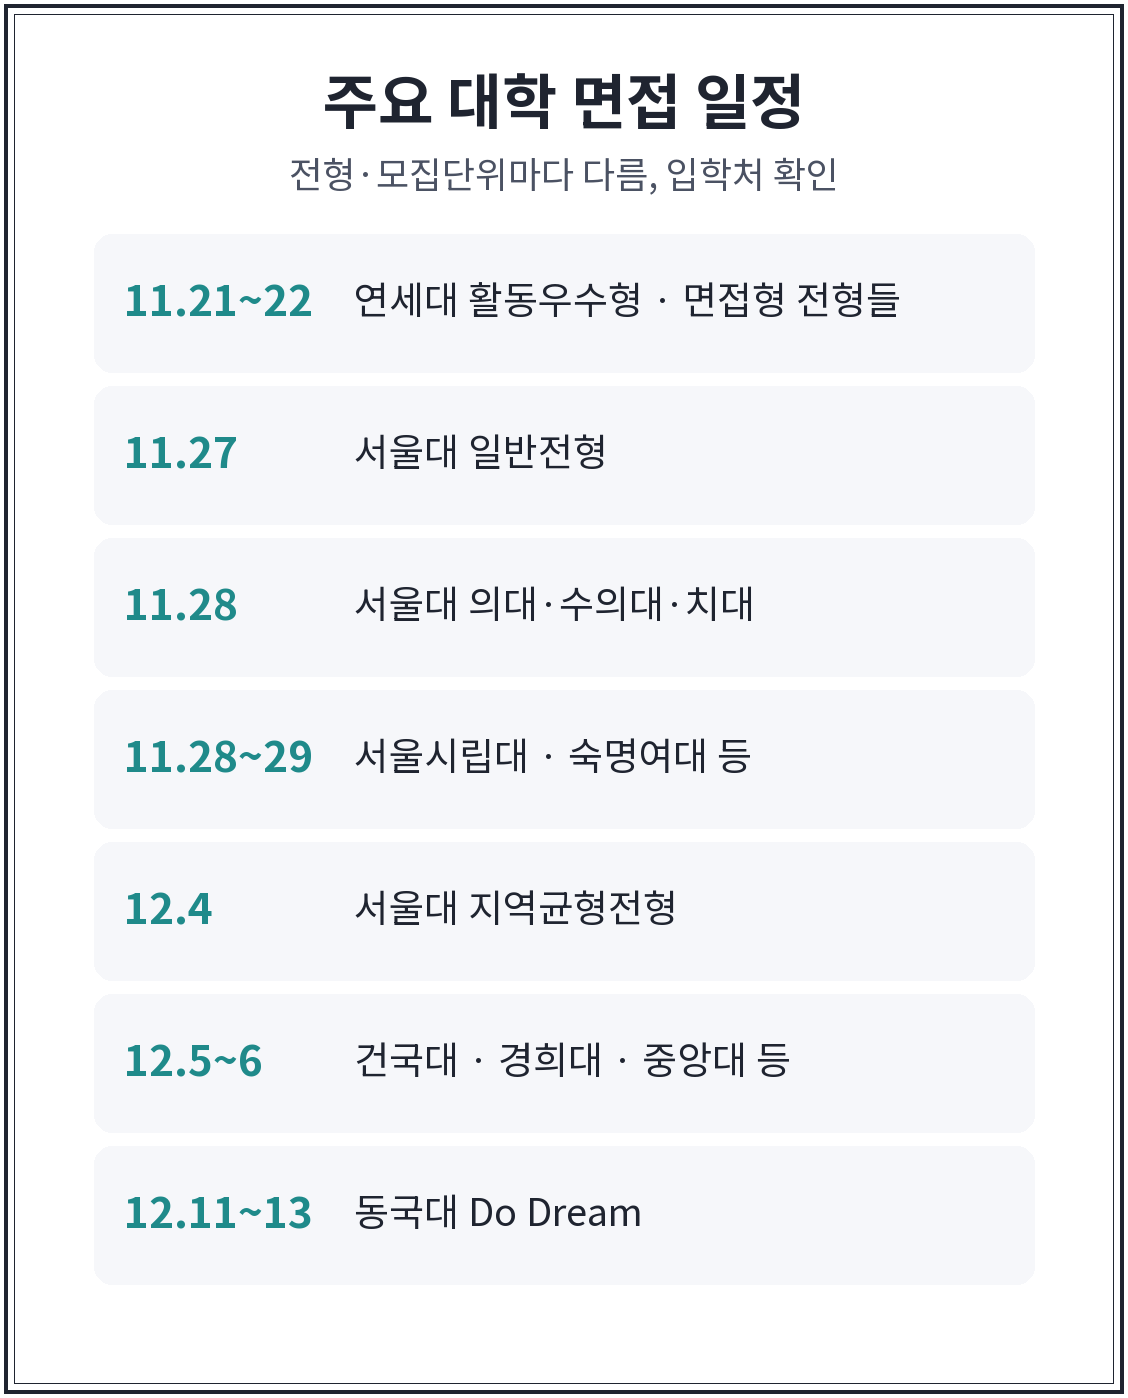 주요 대학 면접 일정
전형·모집단위마다 다름, 입학처 확인
11.21~22 연세대 활동우수형 · 면접형 전형들
11.27 서울대 일반전형
11.28 서울대 의대·수의대·치대
11.28~29 서울시립대 · 숙명여대 등
12.4 서울대 지역균형전형
12.5~6 건국대 · 경희대 · 중앙대 등
12.11~13 동국대 Do Dream